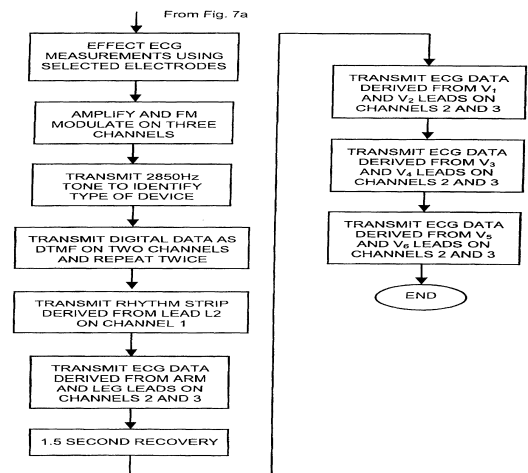 From Fig. 7a
EFFECT ECG
MEASUREMENTS USING
SELECTED ELECTRODES
AMPLIFY AND FM
MODULATE ON THREE
CHANNELS
TRANSMIT 2850Hz
TONE TO IDENTIFY
TYPE OF DEVICE
TRANSMIT DIGITAL DATA AS
DTMF ON TWO CHANNELS
AND REPEAT TWICE
TRANSMIT RHYTHM STRIP
DERIVED FROM LEAD L2
ON CHANNEL 1
TRANSMIT ECG DATA
DERIVED FROM ARM
AND LEG LEADS ON
CHANNELS 2 AND 3
1.5 SECOND RECOVERY
TRANSMIT ECG DATA
DERIVED FROM V₁
AND V₂ LEADS ON
CHANNELS 2 AND 3
TRANSMIT ECG DATA
DERIVED FROM V₃
AND V₄ LEADS ON
CHANNELS 2 AND 3
TRANSMIT ECG DATA
DERIVED FROM V₅
AND V₆ LEADS ON
CHANNELS 2 AND 3
END